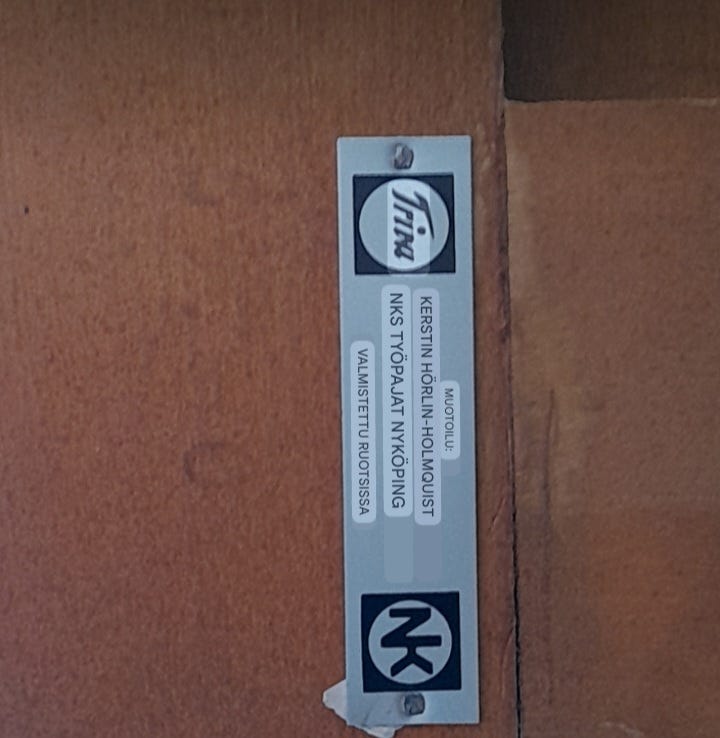 Triva
MUOTOILU:
KERSTIN HÖRLIN-HOLMQUIST
NKS TYÖPAJAT NYKÖPING
VALMISTETTU RUOTSISSA
NK